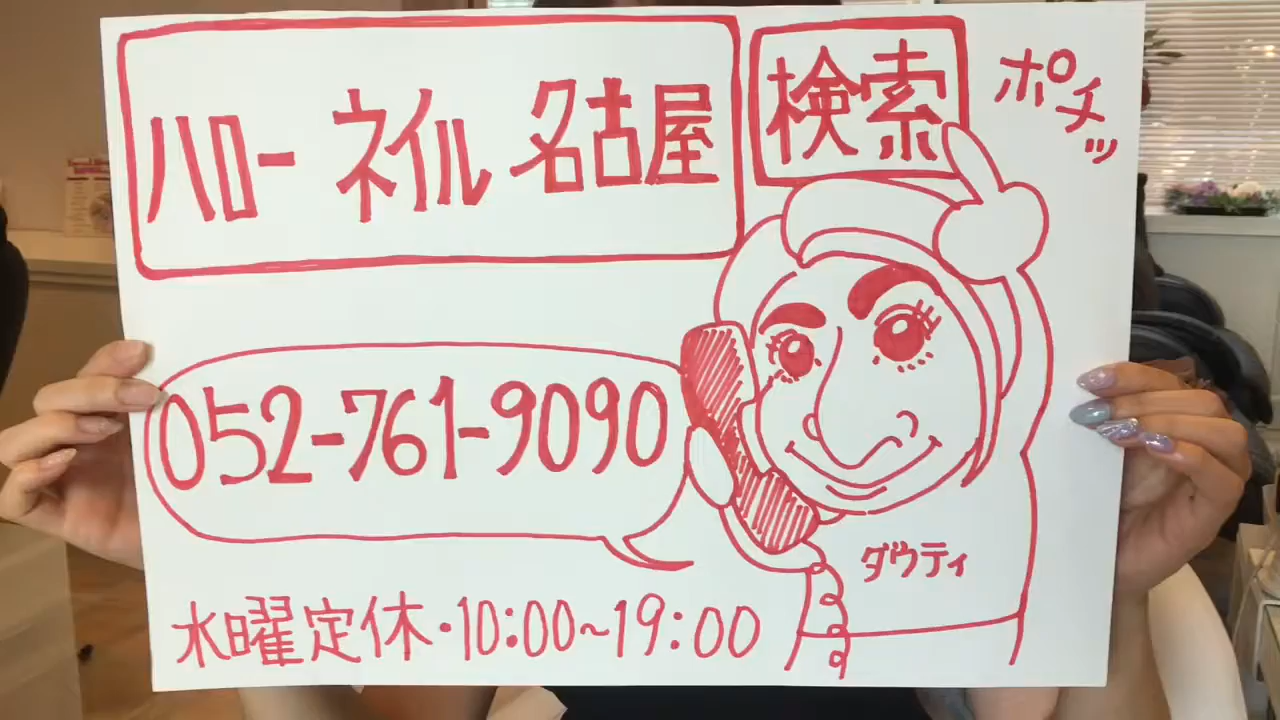 ハロー ネイル 名古屋
検索
ポチッ
052-761-9090
ダウティ
水曜定休・10:00~19:00